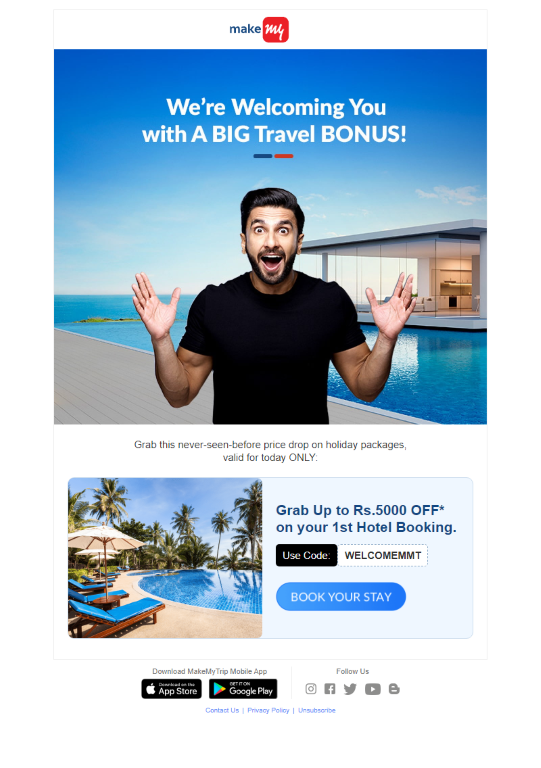 make my
We're Welcoming You
with A BIG Travel BONUS!
Grab this never-seen-before price drop on holiday packages,
valid for today ONLY:
Grab Up to Rs.5000 OFF*
on your 1st Hotel Booking.
Use Code: WELCOMEMMT
BOOK YOUR STAY
Download MakeMyTrip Mobile App
Follow Us
Download on the
App Store
GET IT ON
Google Play
Contact Us | Privacy Policy | Unsubscribe